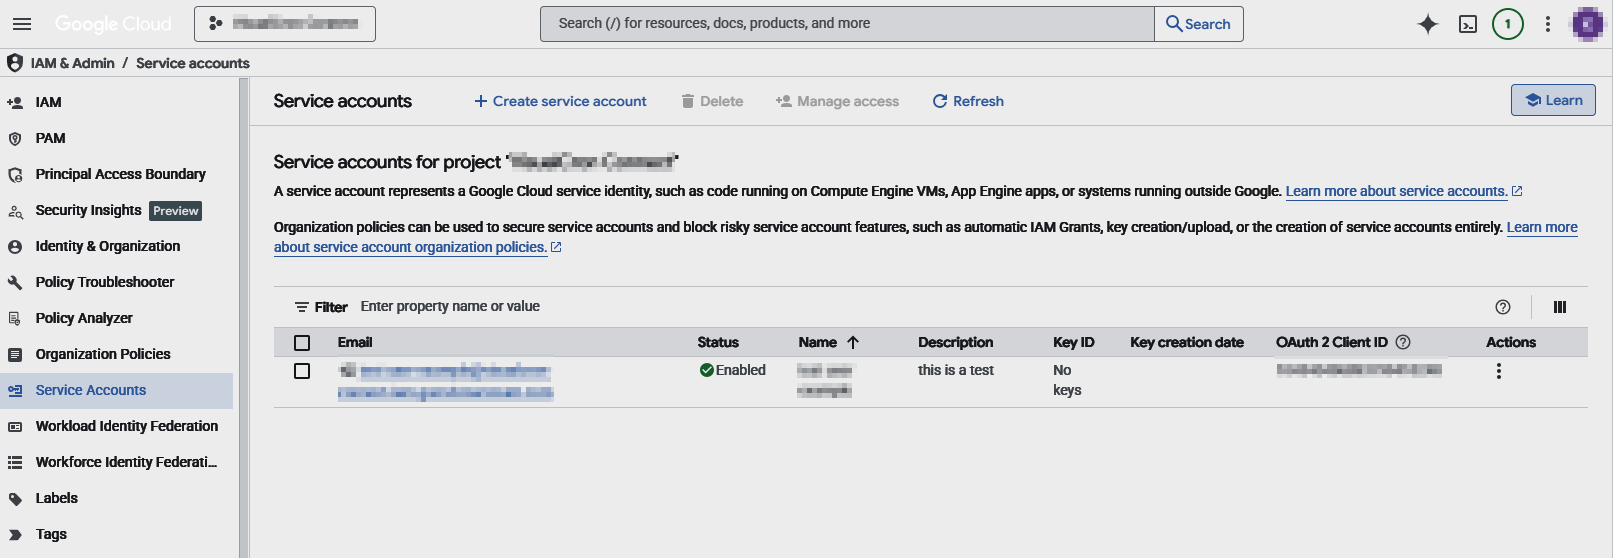 Google Cloud
Search (/) for resources, docs, products, and more
Search
1
IAM & Admin / Service accounts
IAM
PAM
Principal Access Boundary
Security Insights Preview
Identity & Organization
Policy Troubleshooter
Policy Analyzer
Organization Policies
Service Accounts
Workload Identity Federation
Workforce Identity Federati...
Labels
Tags
Service accounts
Create service account
Delete
Manage access
Refresh
Learn
Service accounts for project
A service account represents a Google Cloud service identity, such as code running on Compute Engine VMs, App Engine apps, or systems running outside Google. Learn more about service accounts.
Organization policies can be used to secure service accounts and block risky service account features, such as automatic IAM Grants, key creation/upload, or the creation of service accounts entirely. Learn more
about service account organization policies.
Filter Enter property name or value
Email Status Name Description Key ID Key creation date OAuth 2 Client ID Actions
Enabled this is a test No
keys